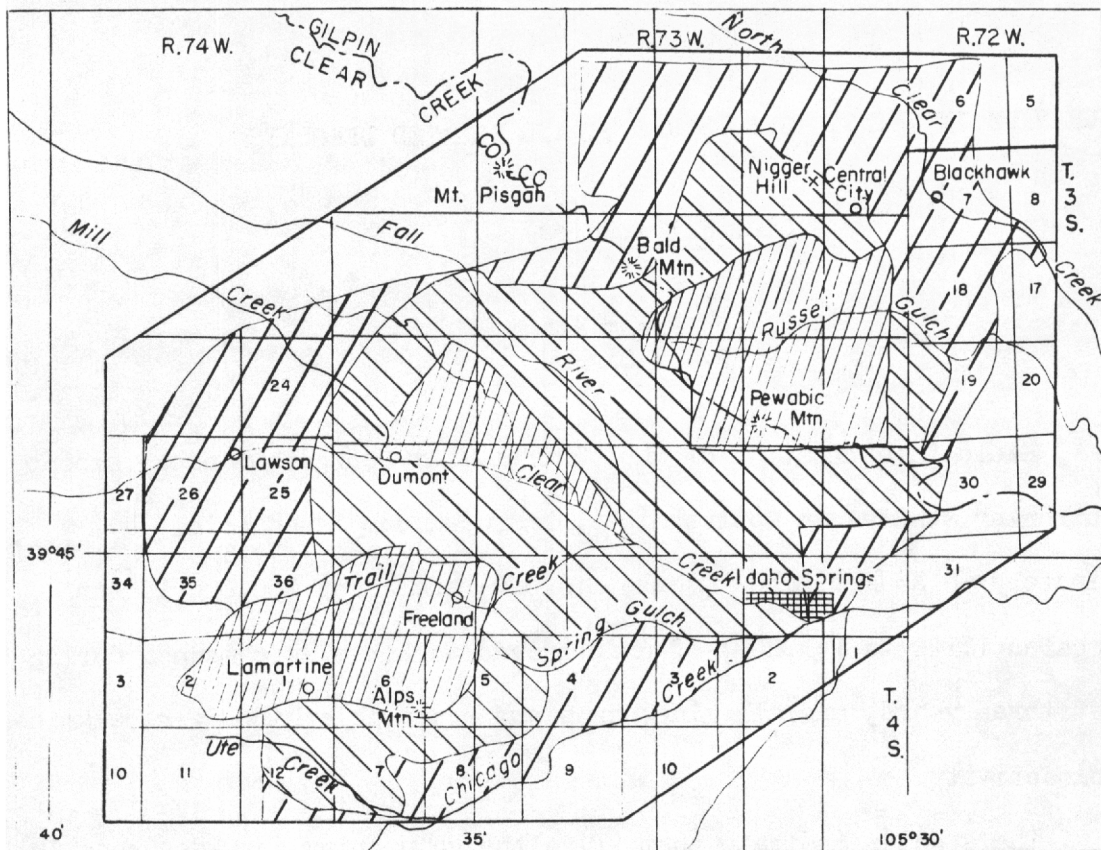 R. 74 W.
GILPIN
CLEAR
CREEK
CO
CO
R. 73 W.
North
R. 72 W.
Clear
6
5
Mt. Pisgah
Nigger
Hill
Central
City
Blackhawk
7
8
T.
3
S.
Mill
Fall
Bald
Mtn.
Creek
Creek
18
17
Russel
Gulch
River
24
19
20
Pewabic
Mtn
Lawson
Dumont
Clear
27
26
25
30
29
39°45'
34
35
36
Trail
Creek
Creek
Idaho Springs
31
Freeland
Spring
Gulch
3
2
Lamartine
1
6
5
4
3
Creek
2
Alps
Mtn
T.
4
S.
Ute
Creek
10
11
12
7
8
Chicago
9
10
40'
35'
105°30'